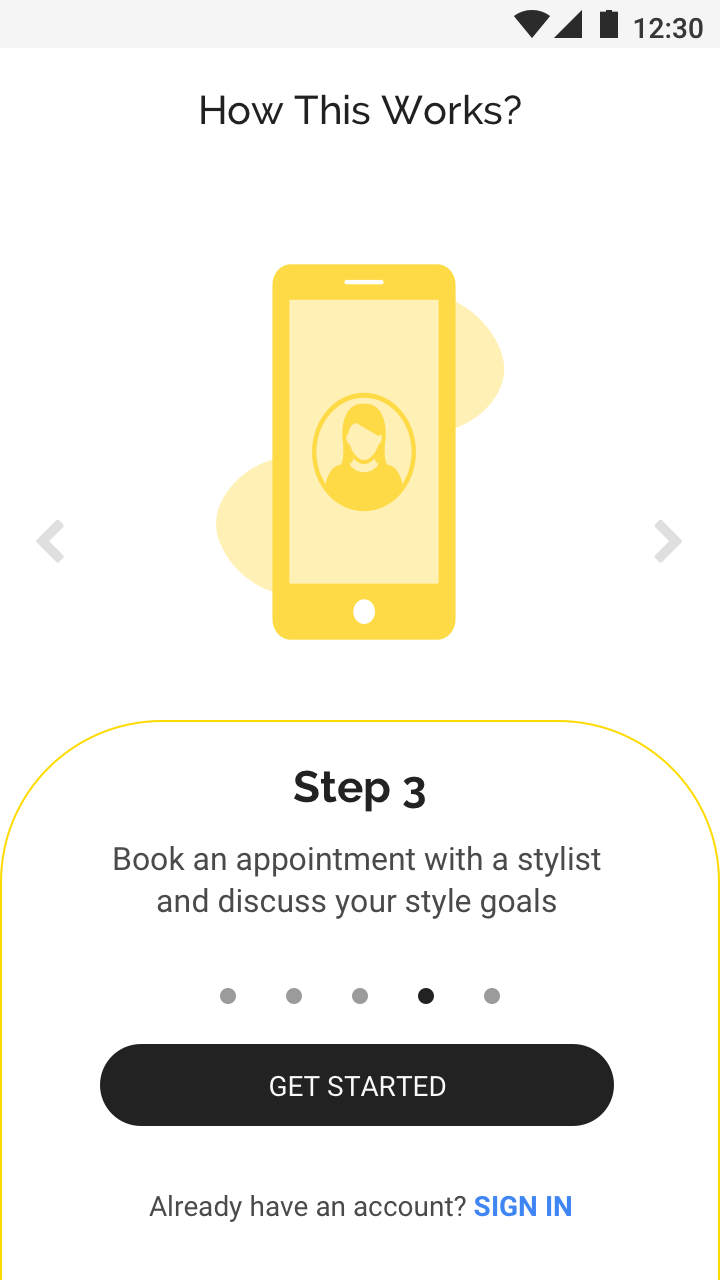 12:30
How This Works?
Step 3
Book an appointment with a stylist
and discuss your style goals
GET STARTED
Already have an account? SIGN IN